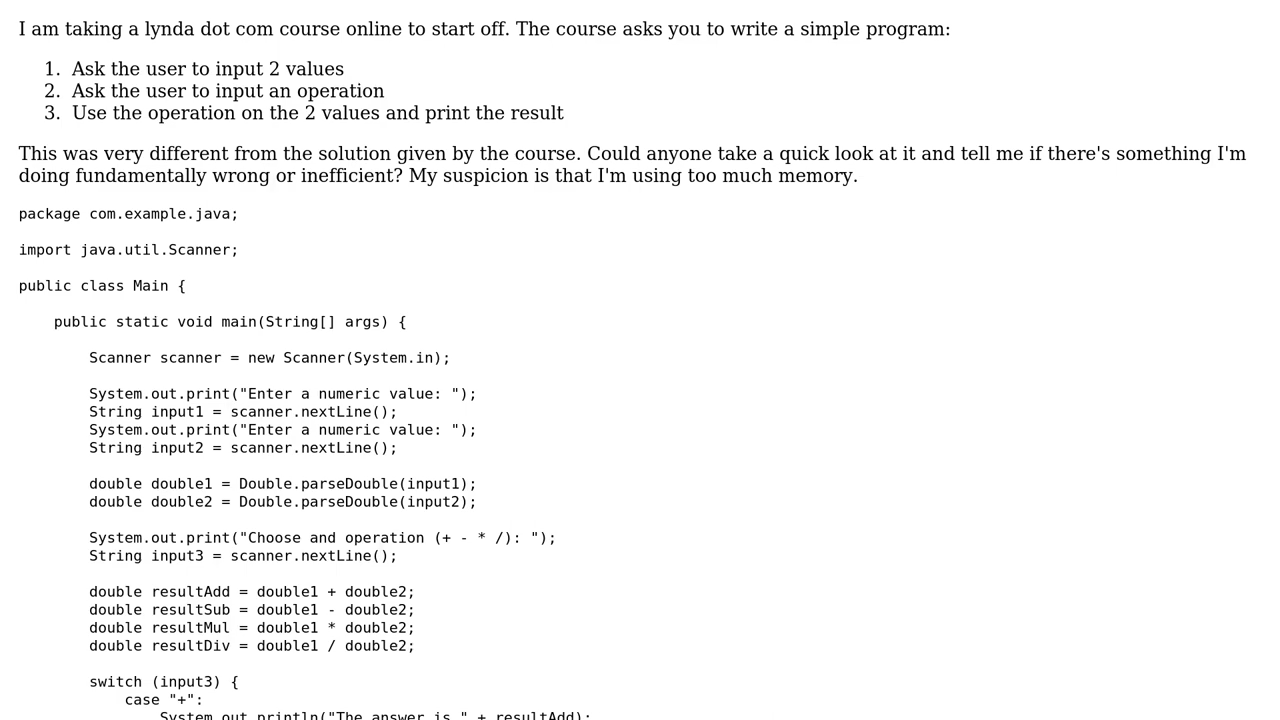 I am taking a lynda dot com course online to start off. The course asks you to write a simple program:
1. Ask the user to input 2 values
2. Ask the user to input an operation
3. Use the operation on the 2 values and print the result
This was very different from the solution given by the course. Could anyone take a quick look at it and tell me if there's something I'm
doing fundamentally wrong or inefficient? My suspicion is that I'm using too much memory.
package com.example.java;
import java.util.Scanner;
public class Main {
public static void main(String[] args) {
Scanner scanner = new Scanner(System.in);
System.out.print("Enter a numeric value: ");
String input1 = scanner.nextLine();
System.out.print("Enter a numeric value: ");
String input2 = scanner.nextLine();
double double1 = Double.parseDouble(input1);
double double2 = Double.parseDouble(input2);
System.out.print("Choose and operation (+ - * /): ");
String input3 = scanner.nextLine();
double resultAdd = double1 + double2;
double resultSub = double1 - double2;
double resultMul = double1 * double2;
double resultDiv = double1 / double2;
switch (input3) {
case "+":
System.out.println("The answer is " + resultAdd);